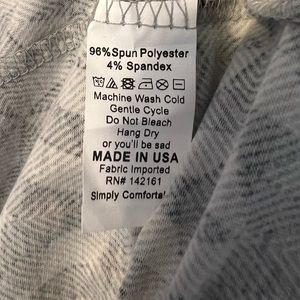 96%Spun Polyester
4% Spandex
Machine Wash Cold
Gentle Cycle
Do Not Bleach
Hang Dry
or you'll be sad
MADE IN USA
Fabric Imported
RN# 142161
Simply Comforta